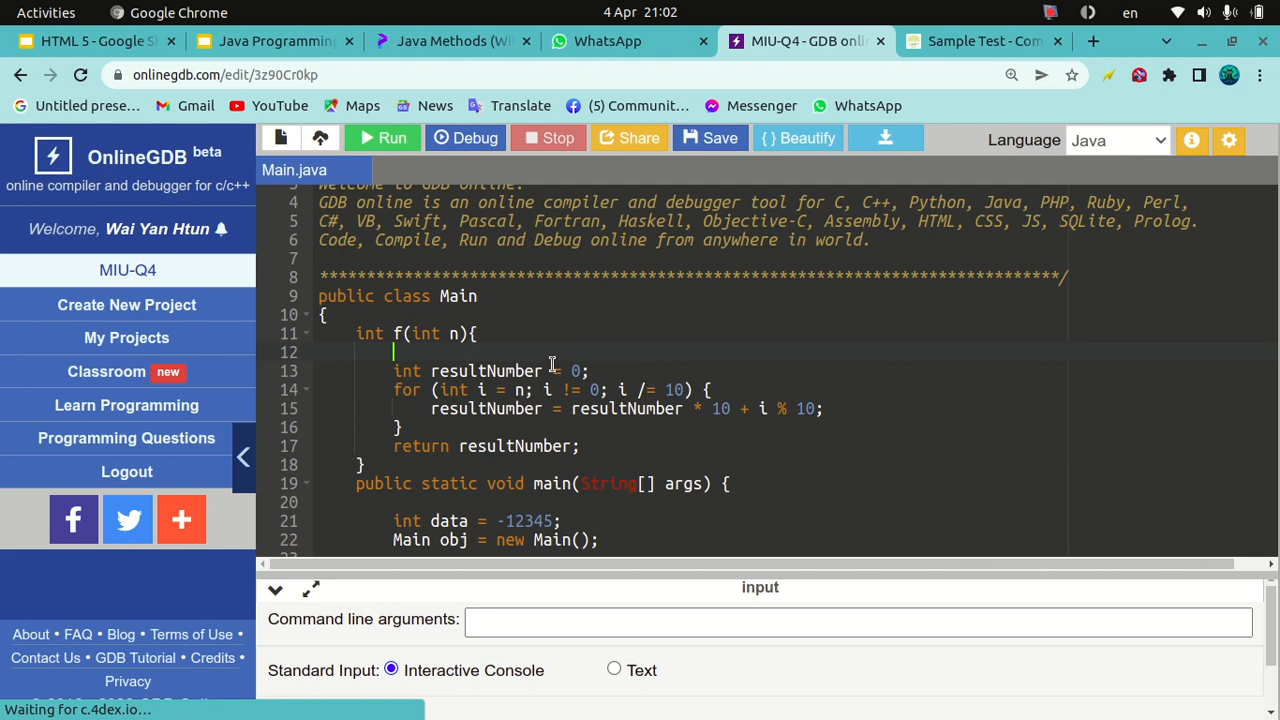 Activities
Google Chrome
4 Apr 21:02
en
HTML 5 - Google Sl
Java Programming
Java Methods (Wi
WhatsApp
MIU-Q4 - GDB onli
Sample Test - Com
onlinegdb.com/edit/3z90Cr0kp
Untitled prese...
Gmail
YouTube
Maps
News
Translate
(5) Communit...
Messenger
WhatsApp
OnlineGDB beta
online compiler and debugger for c/c++
Welcome, Wai Yan Htun
MIU-Q4
Create New Project
My Projects
Classroom new
Learn Programming
Programming Questions
Logout
About • FAQ • Blog • Terms of Use •
Contact Us • GDB Tutorial • Credits •
Privacy
Waiting for c.4dex.io...
Run
Debug
Stop
Share
Save
{ } Beautify
Language
Java
Main.java
Welcome to GDB Online.
4 GDB online is an online compiler and debugger tool for C, C++, Python, Java, PHP, Ruby, Perl,
5 C#, VB, Swift, Pascal, Fortran, Haskell, Objective-C, Assembly, HTML, CSS, JS, SQLite, Prolog.
6 Code, Compile, Run and Debug online from anywhere in world.
7
8 *******************************************************************************/
9 public class Main
10 {
11 int f(int n){
12
13 int resultNumber = 0;
14 for (int i = n; i != 0; i /= 10) {
15 resultNumber = resultNumber * 10 + i % 10;
16 }
17 return resultNumber;
18 }
19 public static void main(String[] args) {
20
21 int data = -12345;
22 Main obj = new Main();
input
Command line arguments:
Standard Input:
Interactive Console
Text